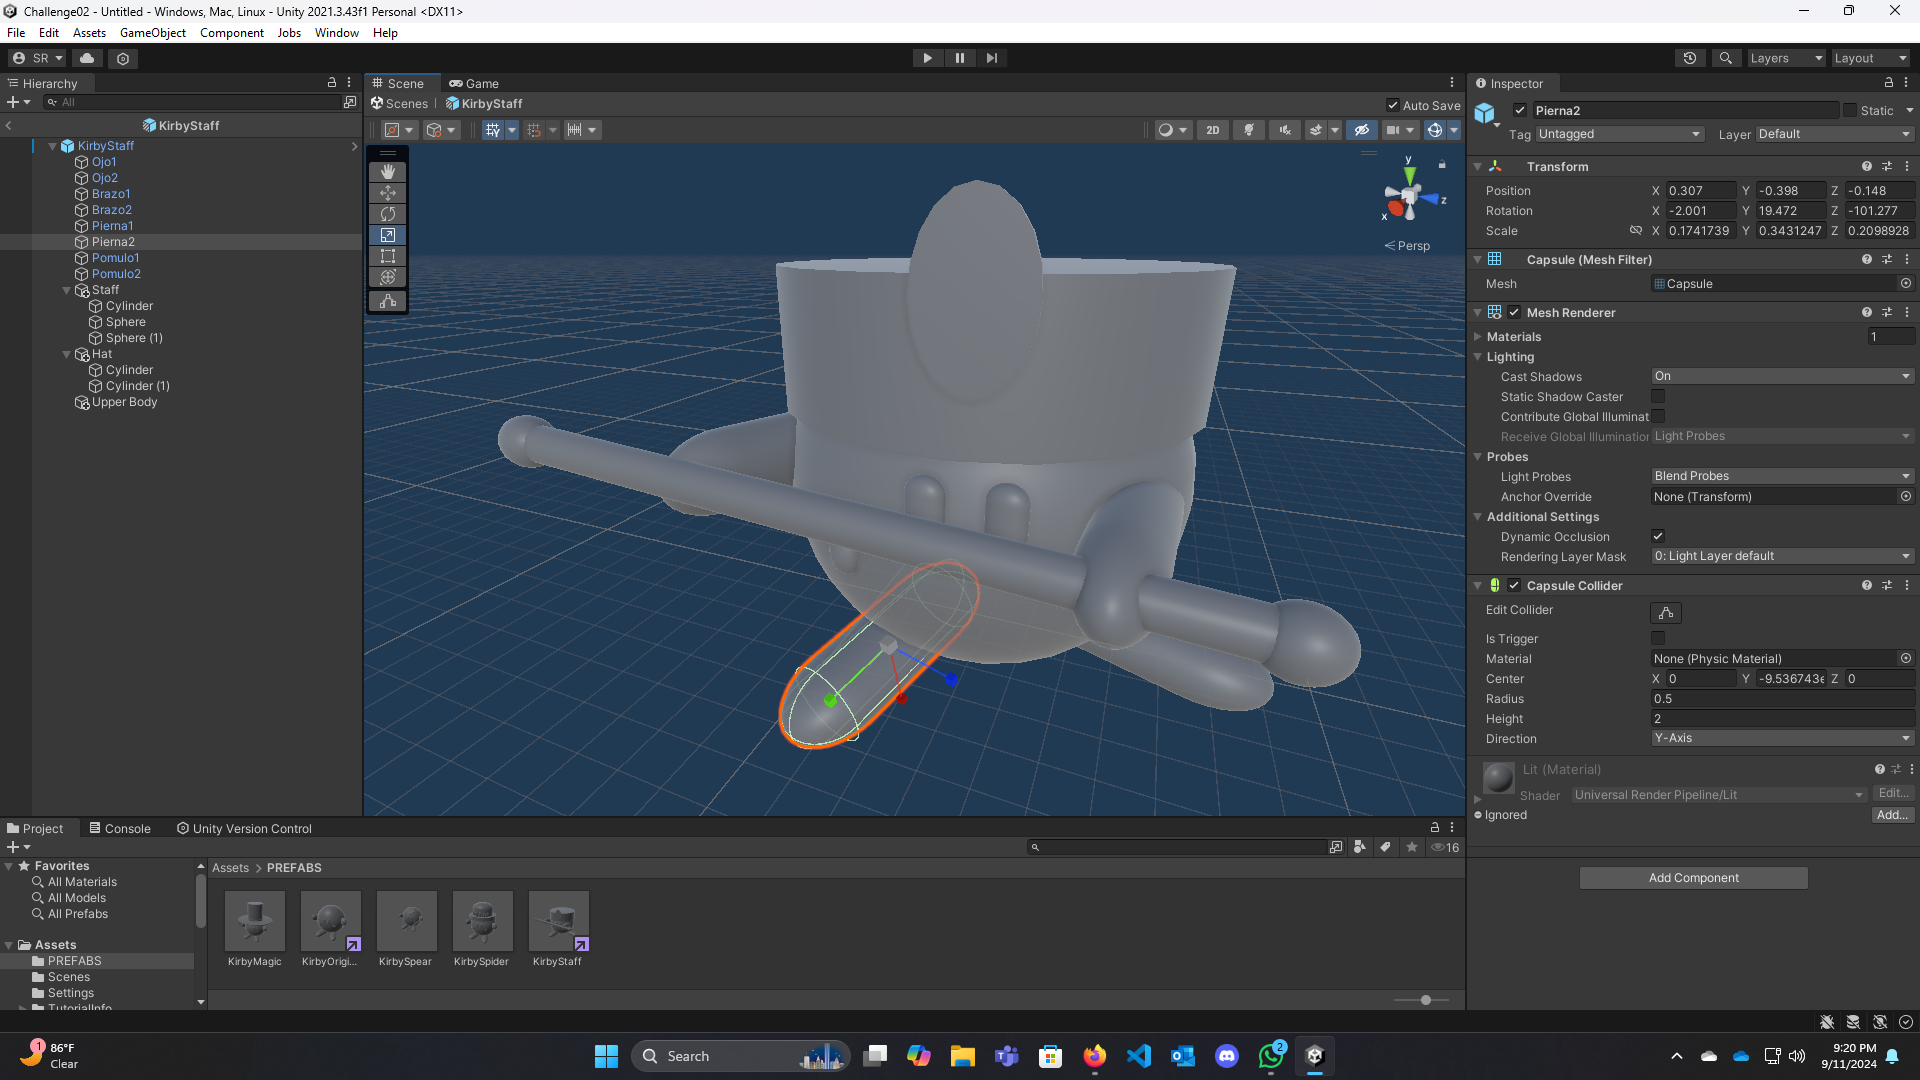 Challenge02 - Untitled - Windows, Mac, Linux - Unity 2021.3.43f1 Personal <DX11>
File Edit Assets GameObject Component Jobs Window Help
SR
Layers
Layout
Hierarchy
All
KirbyStaff
KirbyStaff
Ojo1
Ojo2
Brazo1
Brazo2
Pierna1
Pierna2
Pomulo1
Pomulo2
Staff
Cylinder
Sphere
Sphere (1)
Hat
Cylinder
Cylinder (1)
Upper Body
Scene
Game
Scenes
KirbyStaff
Auto Save
2D
y
z
x
Persp
Inspector
Pierna2
Static
Tag Untagged
Layer Default
Transform
Position X 0.307 Y -0.398 Z -0.148
Rotation X -2.001 Y 19.472 Z -101.277
Scale X 0.1741739 Y 0.3431247 Z 0.2098928
Capsule (Mesh Filter)
Mesh Capsule
Mesh Renderer
Materials 1
Lighting
Cast Shadows On
Static Shadow Caster
Contribute Global Illuminat
Receive Global Illumination Light Probes
Probes
Light Probes Blend Probes
Anchor Override None (Transform)
Additional Settings
Dynamic Occlusion
Rendering Layer Mask 0: Light Layer default
Capsule Collider
Edit Collider
Is Trigger
Material None (Physic Material)
Center X 0 Y -9.536743e Z 0
Radius 0.5
Height 2
Direction Y-Axis
Lit (Material)
Shader Universal Render Pipeline/Lit Edit...
Ignored Add...
Add Component
Project
Console
Unity Version Control
16
Favorites
All Materials
All Models
All Prefabs
Assets
PREFABS
Scenes
Settings
TutorialInfo
Assets > PREFABS
KirbyMagic
KirbyOrigi...
KirbySpear
KirbySpider
KirbyStaff
1
86°F
Clear
Search
2
9:20 PM
9/11/2024